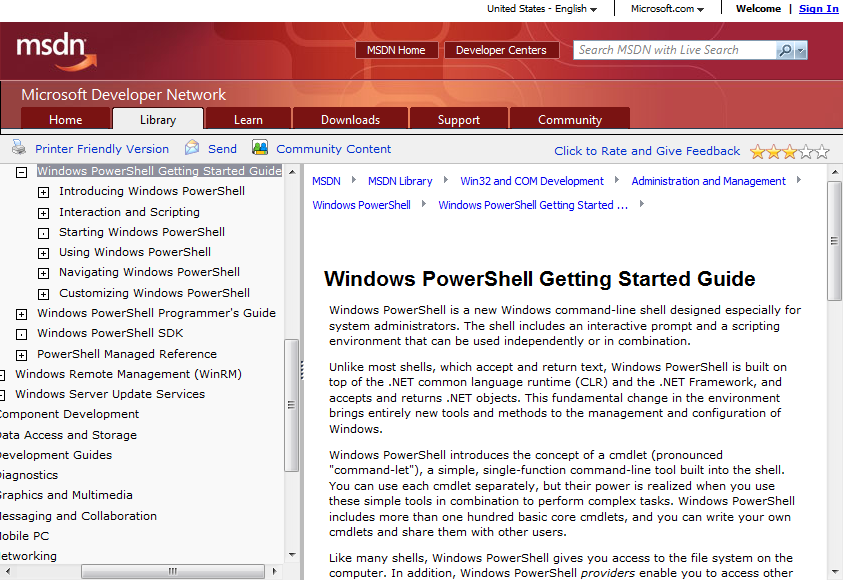 United States - English Microsoft.com Welcome | Sign In
msdn
MSDN Home Developer Centers Search MSDN with Live Search
Microsoft Developer Network
Home Library Learn Downloads Support Community
Printer Friendly Version Send Community Content Click to Rate and Give Feedback
Windows PowerShell Getting Started Guide
Introducing Windows PowerShell
Interaction and Scripting
Starting Windows PowerShell
Using Windows PowerShell
Navigating Windows PowerShell
Customizing Windows PowerShell
Windows PowerShell Programmer's Guide
Windows PowerShell SDK
PowerShell Managed Reference
Windows Remote Management (WinRM)
Windows Server Update Services
omponent Development
ata Access and Storage
evelopment Guides
iagnostics
raphics and Multimedia
essaging and Collaboration
obile PC
etworking
MSDN MSDN Library Win32 and COM Development Administration and Management
Windows PowerShell Windows PowerShell Getting Started ...
Windows PowerShell Getting Started Guide
Windows PowerShell is a new Windows command-line shell designed especially for
system administrators. The shell includes an interactive prompt and a scripting
environment that can be used independently or in combination.
Unlike most shells, which accept and return text, Windows PowerShell is built on
top of the .NET common language runtime (CLR) and the .NET Framework, and
accepts and returns .NET objects. This fundamental change in the environment
brings entirely new tools and methods to the management and configuration of
Windows.
Windows PowerShell introduces the concept of a cmdlet (pronounced
"command-let"), a simple, single-function command-line tool built into the shell.
You can use each cmdlet separately, but their power is realized when you use
these simple tools in combination to perform complex tasks. Windows PowerShell
includes more than one hundred basic core cmdlets, and you can write your own
cmdlets and share them with other users.
Like many shells, Windows PowerShell gives you access to the file system on the
computer. In addition, Windows PowerShell providers enable you to access other